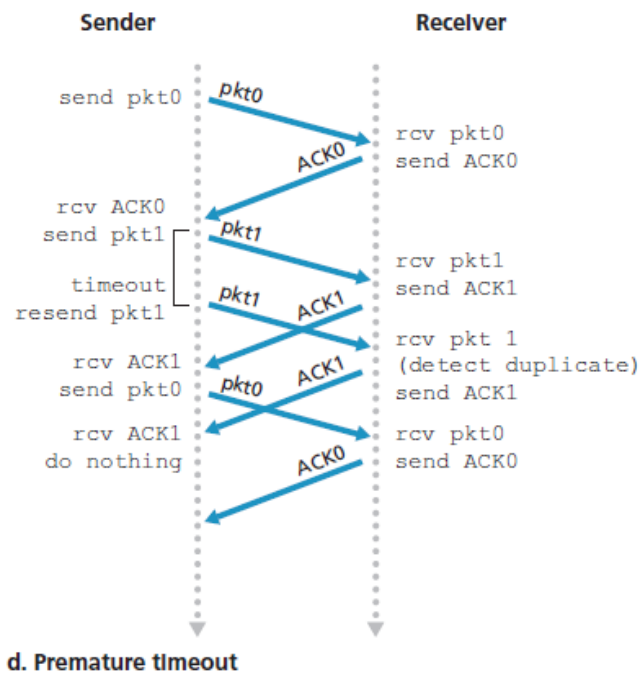 Sender
Receiver
send pkt0
pkt0
rcv pkt0
send ACK0
ACK0
rcv ACK0
send pkt1
pkt1
rcv pkt1
send ACK1
timeout
resend pkt1
pkt1
ACK1
rcv pkt 1
(detect duplicate)
send ACK1
rcv ACK1
send pkt0
pkt0
ACK1
rcv ACK1
do nothing
rcv pkt0
send ACK0
ACK0
d. Premature timeout